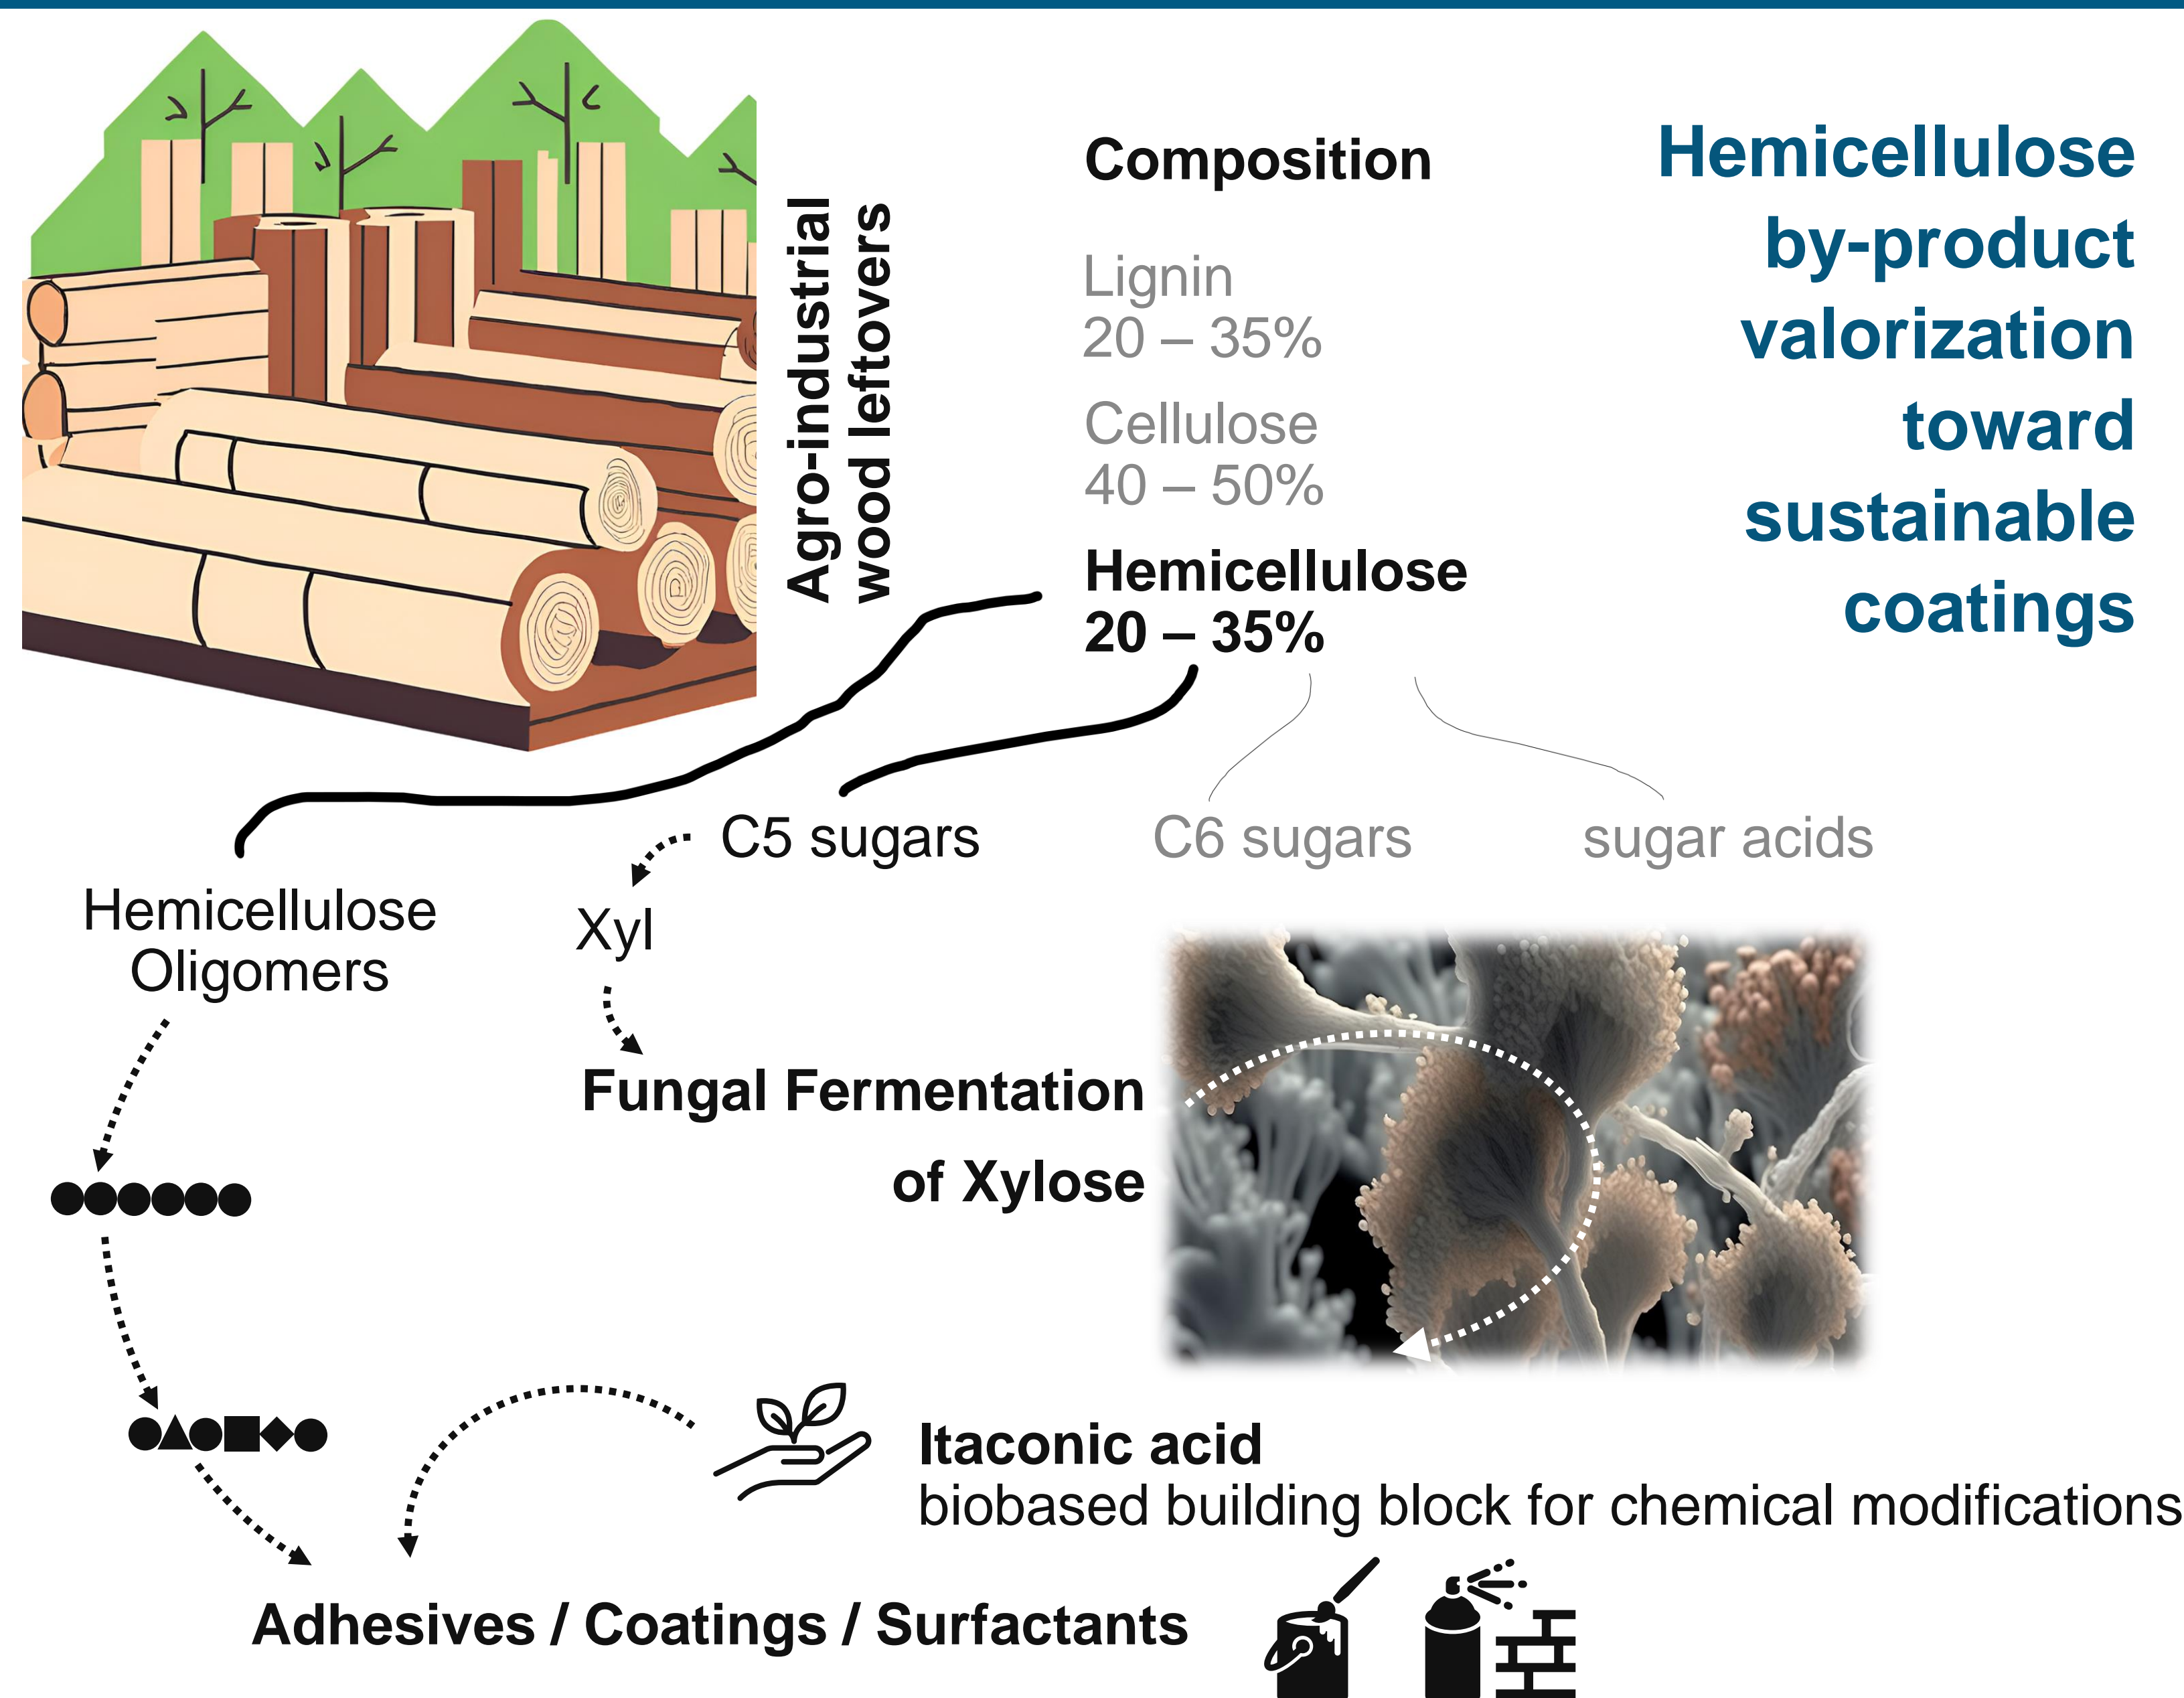 Agro-industrial
wood leftovers
Composition
Lignin
20 – 35%
Cellulose
40 – 50%
Hemicellulose
20 – 35%
Hemicellulose
by-product
valorization
toward
sustainable
coatings
C5 sugars
C6 sugars
sugar acids
Hemicellulose
Oligomers
Xyl
Fungal Fermentation
of Xylose
Itaconic acid
biobased building block for chemical modifications
Adhesives / Coatings / Surfactants